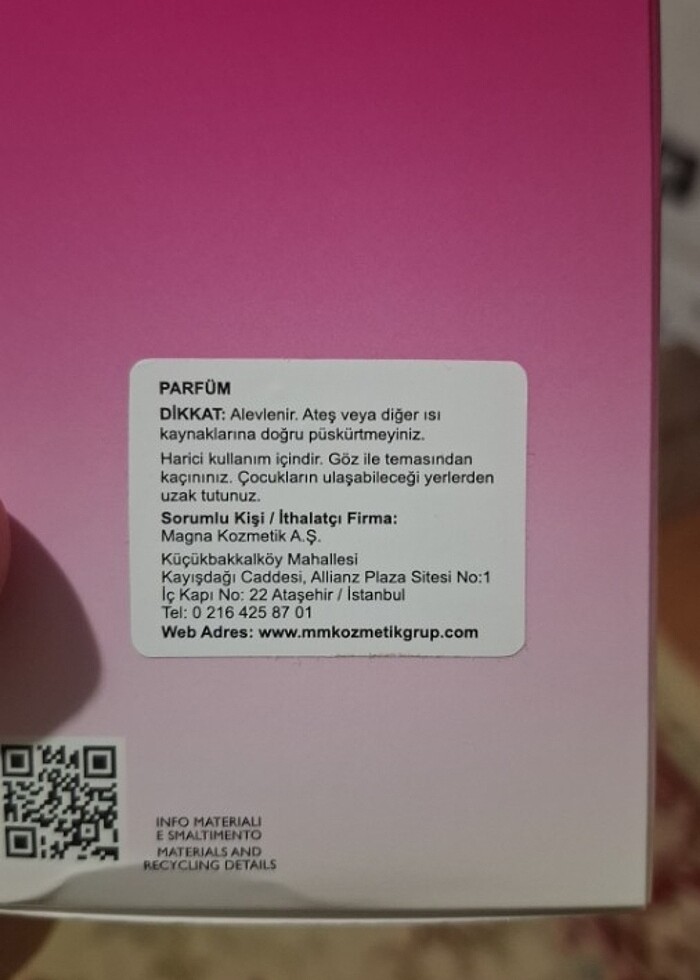 PARFÜM
DİKKAT: Alevlenir. Ateş veya diğer ısı
kaynaklarına doğru püskürtmeyiniz.
Harici kullanım içindir. Göz ile temasından
kaçınınız. Çocukların ulaşabileceği yerlerden
uzak tutunuz.
Sorumlu Kişi / İthalatçı Firma:
Magna Kozmetik A.Ş.
Küçükbakkalköy Mahallesi
Kayışdağı Caddesi, Allianz Plaza Sitesi No:1
İç Kapı No: 22 Ataşehir / İstanbul
Tel: 0 216 425 87 01
Web Adres: www.mmkozmetikgrup.com
INFO MATERIALI
E SMALTIMENTO
MATERIALS AND
RECYCLING DETAILS